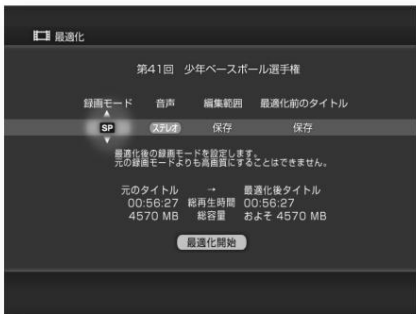 最適化
第41回 少年ベースボール選手権
録画モード 音声 編集範囲 最適化前のタイトル
SP ステレオ 保存 保存
最適化後の録画モードを設定します。
元の録画モードよりも高画質にすることはできません。
元のタイトル → 最適化後タイトル
00:56:27 総再生時間 00:56:27
4570 MB 総容量 およそ 4570 MB
最適化開始